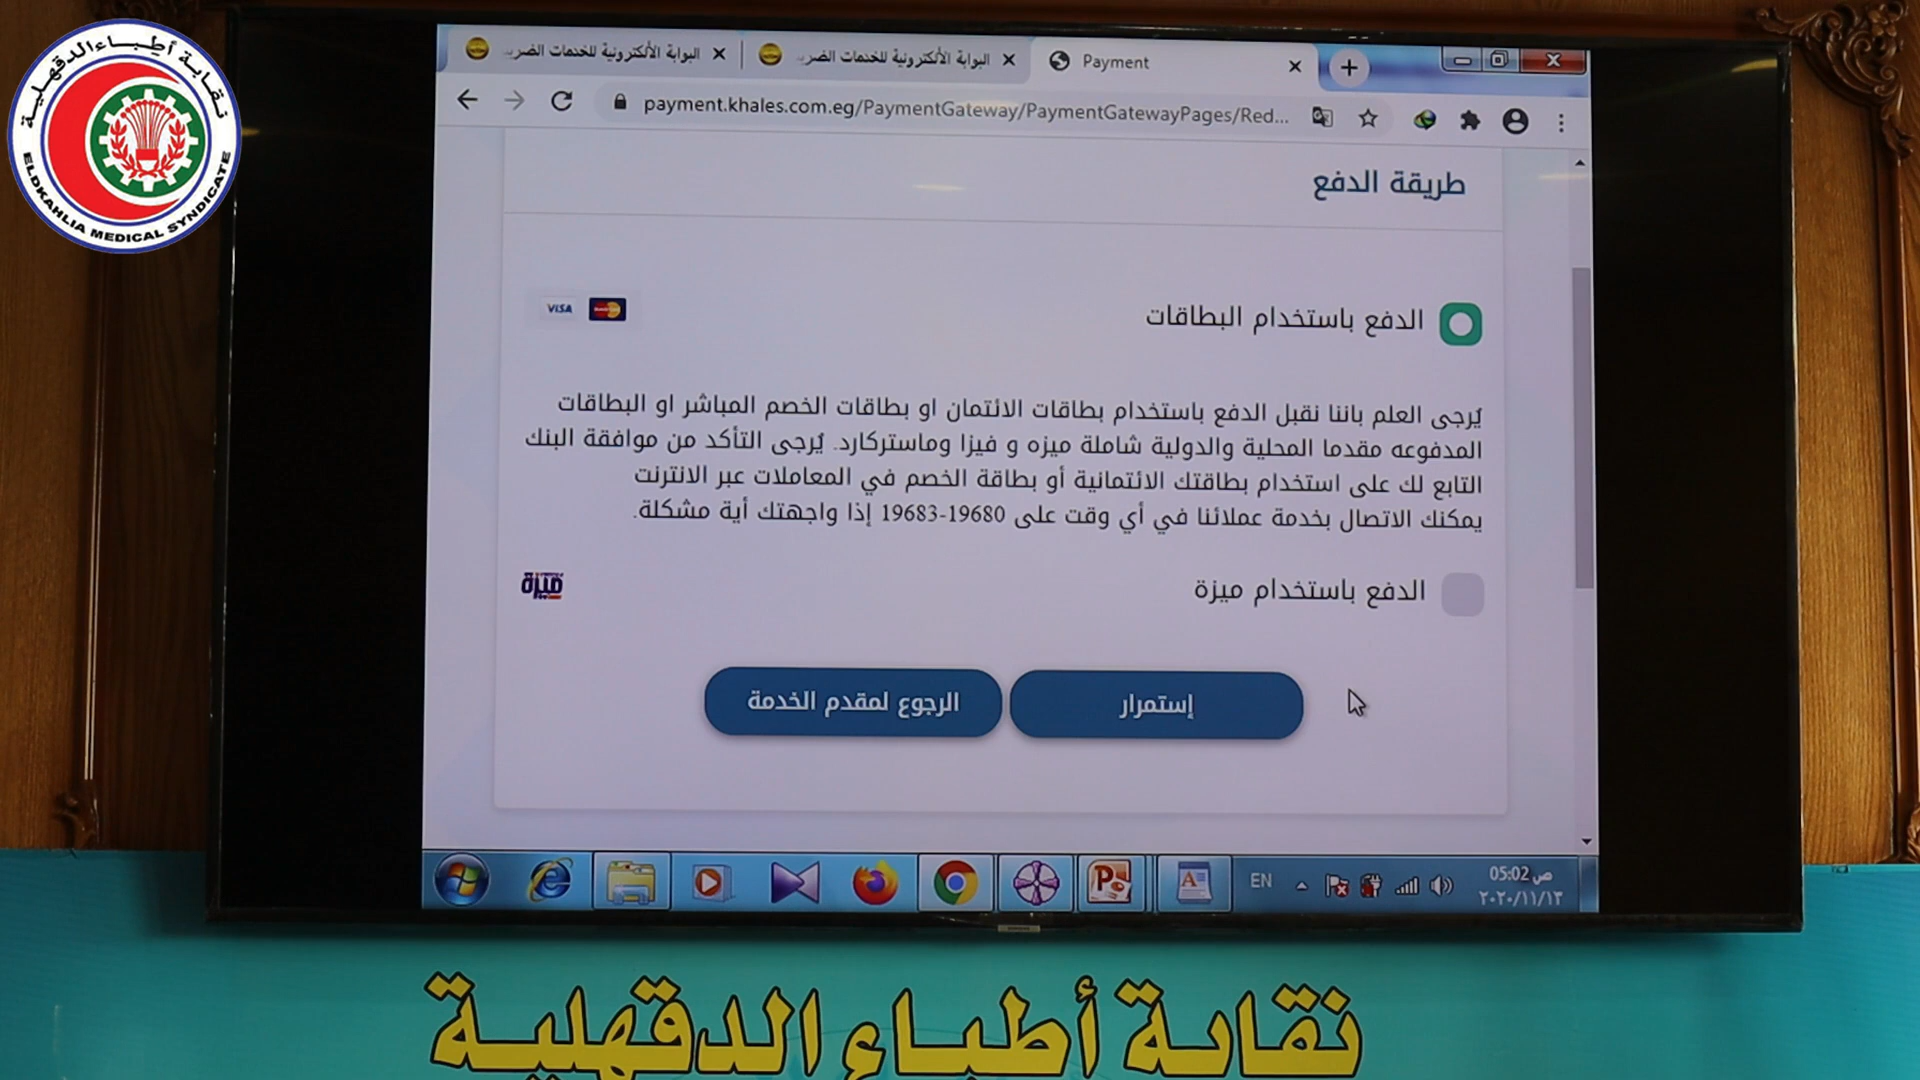 نقابة أطباء الدقهلية
ELDKAHLIA MEDICAL SYNDICATE
البوابة الألكترونية للخدمات الضري
البوابة الألكترونية للخدمات الضر
Payment
payment.khales.com.eg/PaymentGateway/PaymentGatewayPages/Red...
طريقة الدفع
الدفع باستخدام البطاقات
VISA
يُرجى العلم باننا نقبل الدفع باستخدام بطاقات الائتمان او بطاقات الخصم المباشر او البطاقات
المدفوعه مقدما المحلية والدولية شاملة ميزه و فيزا وماستركارد. يُرجى التأكد من موافقة البنك
التابع لك على استخدام بطاقتك الائتمانية أو بطاقة الخصم في المعاملات عبر الانترنت
يمكنك الاتصال بخدمة عملائنا في أي وقت على 19680-19683 إذا واجهتك أية مشكلة.
الدفع باستخدام ميزة
ميزة
إستمرار
الرجوع لمقدم الخدمة
EN
05:02 ص
٢٠٢٠/١١/١٣
نقابة أطباء الدقهلية